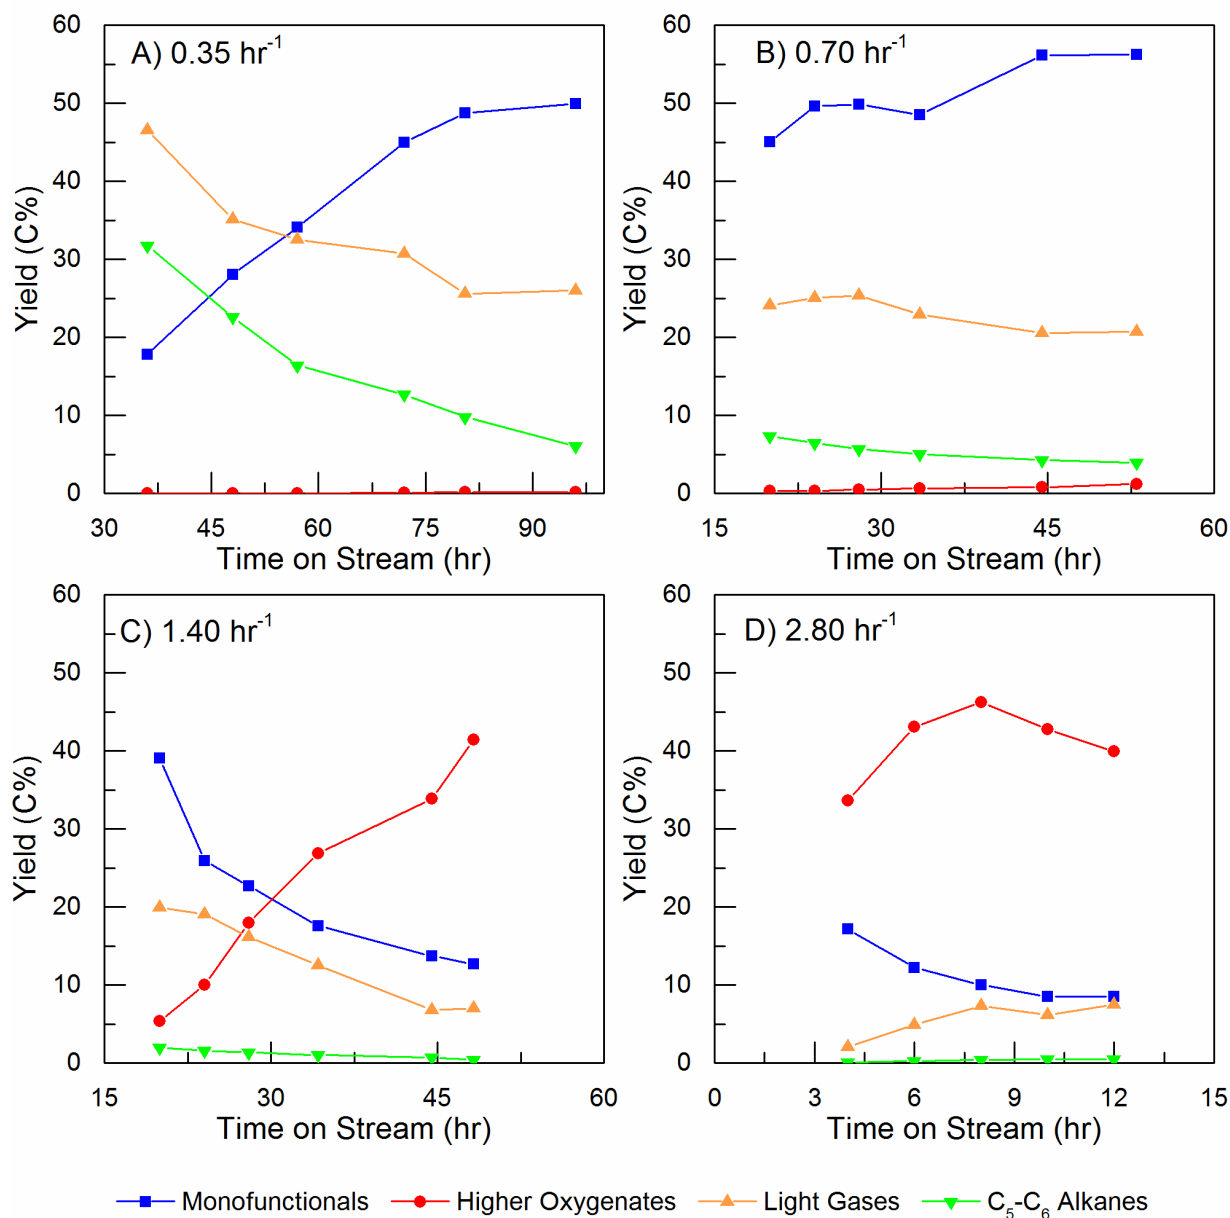 A) 0.35 hr⁻¹
60
50
40
30
20
10
0
Yield (C%)
30 45 60 75 90
Time on Stream (hr)
B) 0.70 hr⁻¹
60
50
40
30
20
10
0
Yield (C%)
15 30 45 60
Time on Stream (hr)
C) 1.40 hr⁻¹
60
50
40
30
20
10
0
Yield (C%)
15 30 45 60
Time on Stream (hr)
D) 2.80 hr⁻¹
60
50
40
30
20
10
0
Yield (C%)
0 3 6 9 12 15
Time on Stream (hr)
Monofunctionals Higher Oxygenates Light Gases C₅-C₆ Alkanes